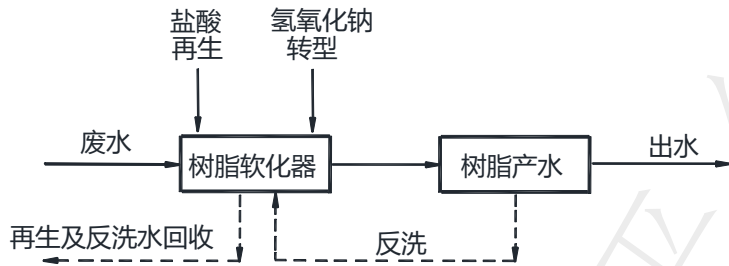 盐酸
再生
氢氧化钠
转型
废水
树脂软化器
树脂产水
出水
再生及反洗水回收
反洗